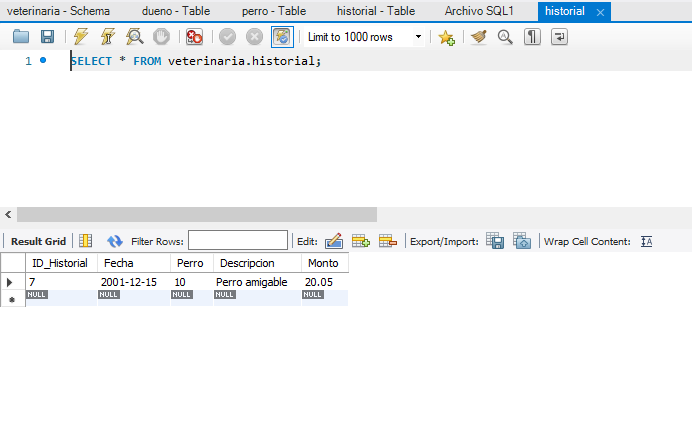 veterinaria - Schema dueno - Table perro - Table historial - Table Archivo SQL1 historial
Limit to 1000 rows
1 SELECT * FROM veterinaria.historial;
Result Grid Filter Rows: Edit: Export/Import: Wrap Cell Content:
ID_Historial Fecha Perro Descripcion Monto
7 2001-12-15 10 Perro amigable 20.05
NULL NULL NULL NULL NULL